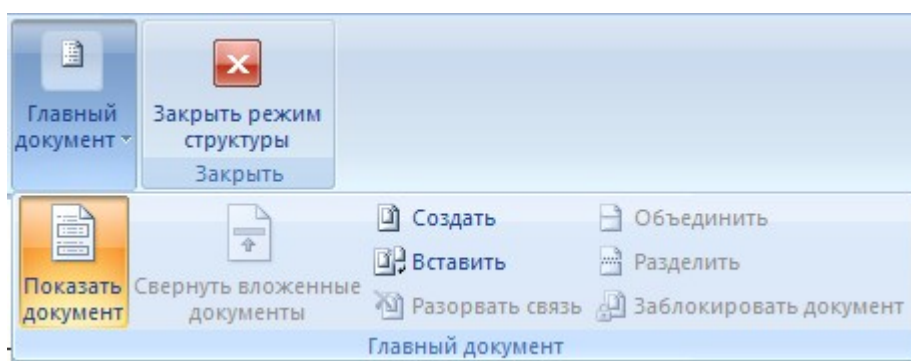 Главный
документ
Закрыть режим
структуры
Закрыть
Показать
документ
Свернуть вложенные
документы
Создать
Вставить
Разорвать связь
Объединить
Разделить
Заблокировать документ
Главный документ